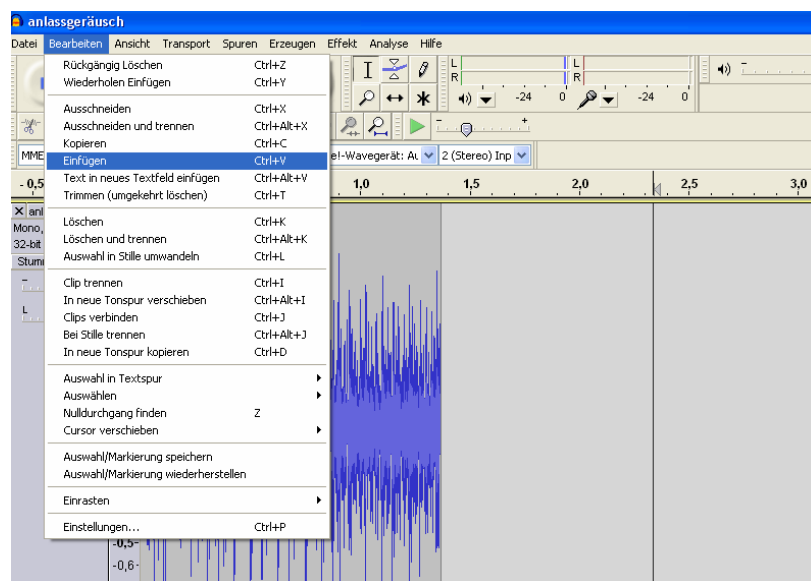 anlassgeräusch
Datei Bearbeiten Ansicht Transport Spuren Erzeugen Effekt Analyse Hilfe
Rückgängig Löschen Ctrl+Z
Wiederholen Einfügen Ctrl+Y
Ausschneiden Ctrl+X
Ausschneiden und trennen Ctrl+Alt+X
Kopieren Ctrl+C
Einfügen Ctrl+V
Text in neues Textfeld einfügen Ctrl+Alt+V
Trimmen (umgekehrt löschen) Ctrl+T
Löschen Ctrl+K
Löschen und trennen Ctrl+Alt+K
Auswahl in Stille umwandeln Ctrl+L
Clip trennen Ctrl+I
In neue Tonspur verschieben Ctrl+Alt+I
Clips verbinden Ctrl+J
Bei Stille trennen Ctrl+Alt+J
In neue Tonspur kopieren Ctrl+D
Auswahl in Textspur
Auswählen
Nulldurchgang finden Z
Cursor verschieben
Auswahl/Markierung speichern
Auswahl/Markierung wiederherstellen
Einrasten
Einstellungen... Ctrl+P
L L
R R
-24 0 -24 0
MME e!-Wavegerät: Au 2 (Stereo) Inp
- 0,5 1,0 1,5 2,0 2,5 3,0
X anl
Mono,
32-bit
Stum
L
-0,5-
-0,6-